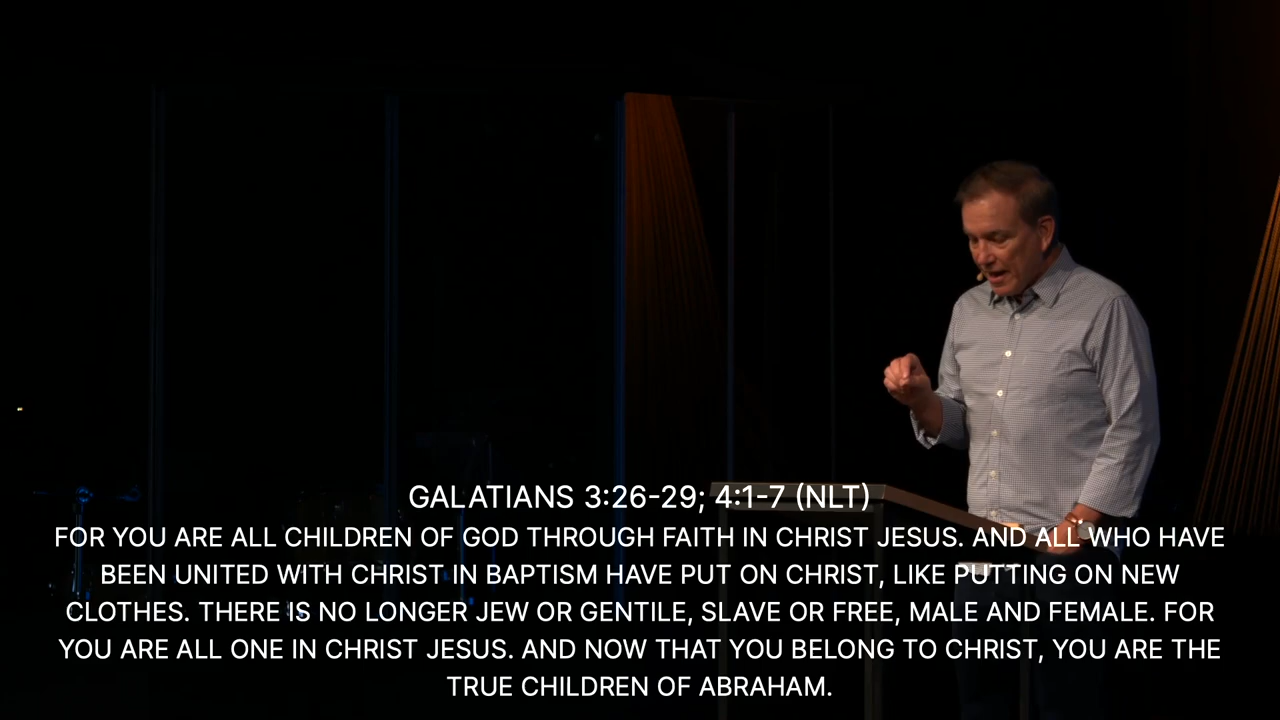 GALATIANS 3:26-29; 4:1-7 (NLT)
FOR YOU ARE ALL CHILDREN OF GOD THROUGH FAITH IN CHRIST JESUS. AND ALL WHO HAVE
BEEN UNITED WITH CHRIST IN BAPTISM HAVE PUT ON CHRIST, LIKE PUTTING ON NEW
CLOTHES. THERE IS NO LONGER JEW OR GENTILE, SLAVE OR FREE, MALE AND FEMALE. FOR
YOU ARE ALL ONE IN CHRIST JESUS. AND NOW THAT YOU BELONG TO CHRIST, YOU ARE THE
TRUE CHILDREN OF ABRAHAM.